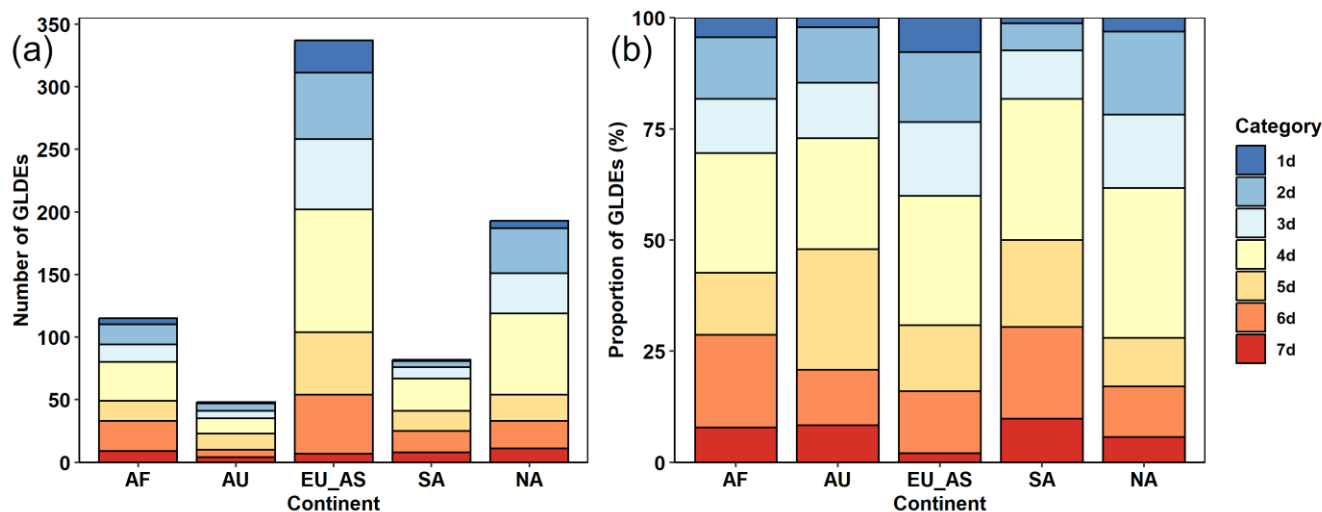 (a)
Number of GLDEs
350
300
250
200
150
100
50
0
AF AU EU_AS SA NA
Continent
(b)
Proportion of GLDEs (%)
100
75
50
25
0
AF AU EU_AS SA NA
Continent
Category
1d
2d
3d
4d
5d
6d
7d